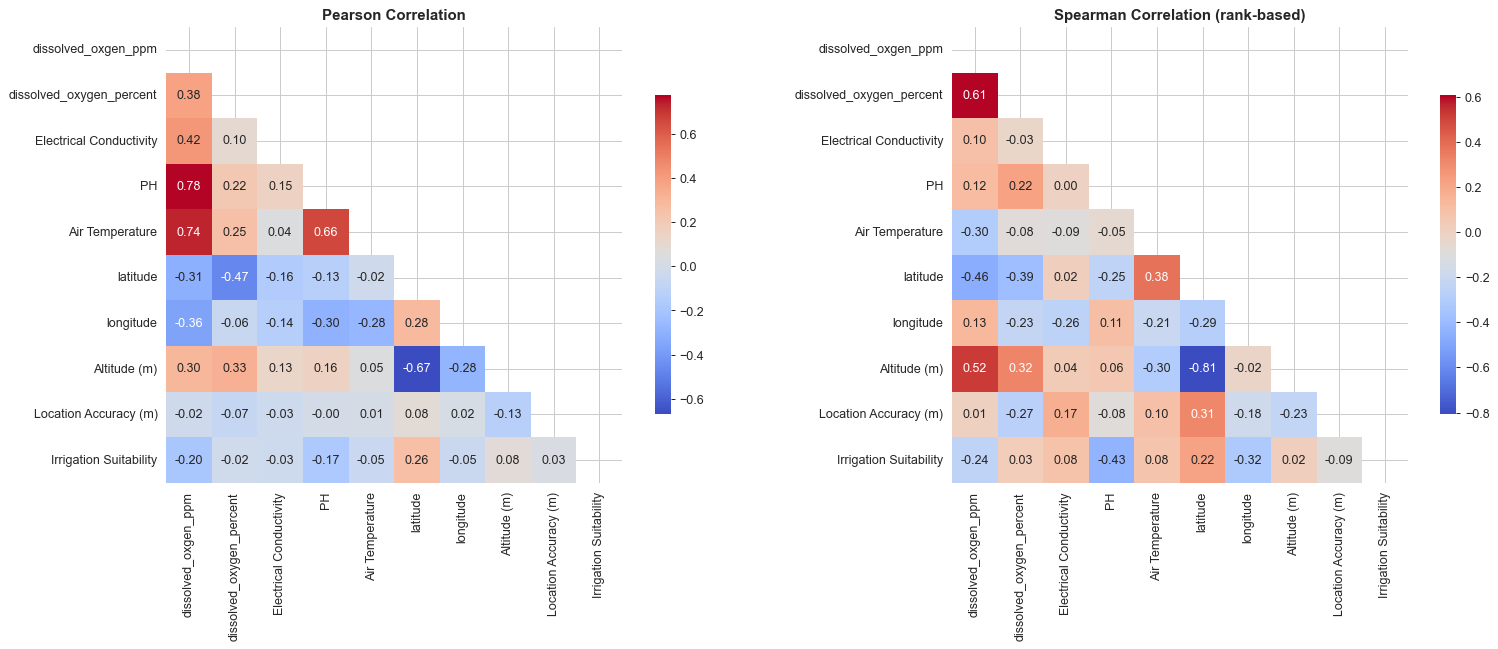 Pearson Correlation
dissolved_oxgen_ppm
dissolved_oxygen_percent 0.38
Electrical Conductivity 0.42 0.10
PH 0.78 0.22 0.15
Air Temperature 0.74 0.25 0.04 0.66
latitude -0.31 -0.47 -0.16 -0.13 -0.02
longitude -0.36 -0.06 -0.14 -0.30 -0.28 0.28
Altitude (m) 0.30 0.33 0.13 0.16 0.05 -0.67 -0.28
Location Accuracy (m) -0.02 -0.07 -0.03 -0.00 0.01 0.08 0.02 -0.13
Irrigation Suitability -0.20 -0.02 -0.03 -0.17 -0.05 0.26 -0.05 0.08 0.03
dissolved_oxgen_ppm
dissolved_oxygen_percent
Electrical Conductivity
PH
Air Temperature
latitude
longitude
Altitude (m)
Location Accuracy (m)
Irrigation Suitability
0.6
0.4
0.2
0.0
−0.2
−0.4
−0.6
Spearman Correlation (rank-based)
dissolved_oxgen_ppm
dissolved_oxygen_percent 0.61
Electrical Conductivity 0.10 -0.03
PH 0.12 0.22 0.00
Air Temperature -0.30 -0.08 -0.09 -0.05
latitude -0.46 -0.39 0.02 -0.25 0.38
longitude 0.13 -0.23 -0.26 0.11 -0.21 -0.29
Altitude (m) 0.52 0.32 0.04 0.06 -0.30 -0.81 -0.02
Location Accuracy (m) 0.01 -0.27 0.17 -0.08 0.10 0.31 -0.18 -0.23
Irrigation Suitability -0.24 0.03 0.08 -0.43 0.08 0.22 -0.32 0.02 -0.09
dissolved_oxgen_ppm
dissolved_oxygen_percent
Electrical Conductivity
PH
Air Temperature
latitude
longitude
Altitude (m)
Location Accuracy (m)
Irrigation Suitability
0.6
0.4
0.2
0.0
−0.2
−0.4
−0.6
−0.8